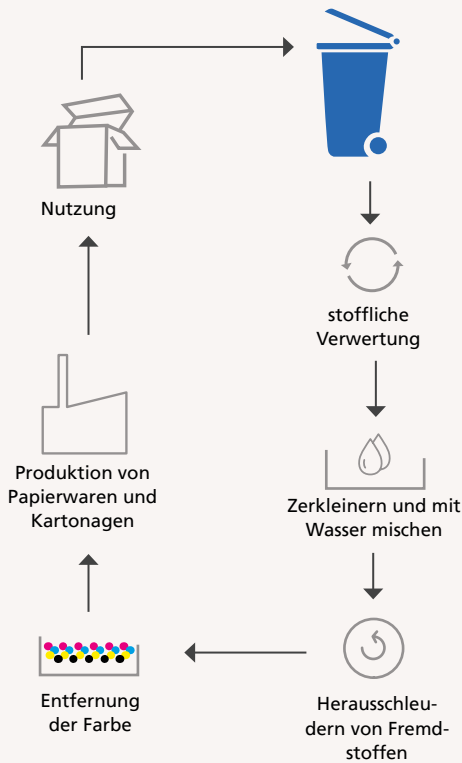 Nutzung
stoffliche
Verwertung
Produktion von
Papierwaren und
Kartonagen
Zerkleinern und mit
Wasser mischen
Entfernung
der Farbe
Herausschleu-
dern von Fremd-
stoffen